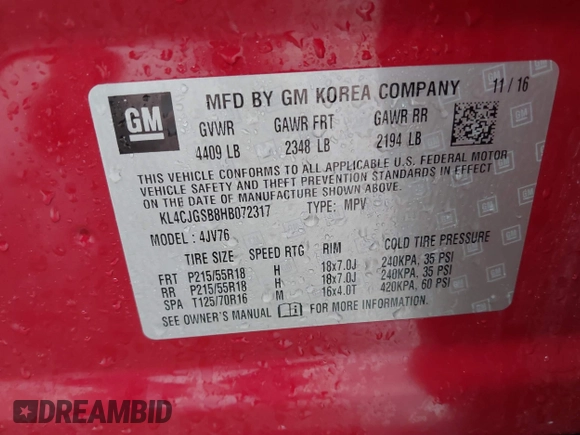 MFD BY GM KOREA COMPANY 11/16
GM
GVWR GAWR FRT GAWR RR
4409 LB 2348 LB 2194 LB
THIS VEHICLE CONFORMS TO ALL APPLICABLE U.S. FEDERAL MOTOR
VEHICLE SAFETY AND THEFT PREVENTION STANDARDS IN EFFECT
ON THE DATE OF MANUFACTURE SHOWN ABOVE.
KL4CJGSB8HB072317 TYPE: MPV
MODEL: 4JV76
TIRE SIZE SPEED RTG RIM COLD TIRE PRESSURE
FRT P215/55R18 H 18x7.0J 240KPA, 35 PSI
RR P215/55R18 H 18x7.0J 240KPA, 35 PSI
SPA T125/70R16 M 16x4.0T 420KPA, 60 PSI
SEE OWNER'S MANUAL FOR MORE INFORMATION
DREAMBID